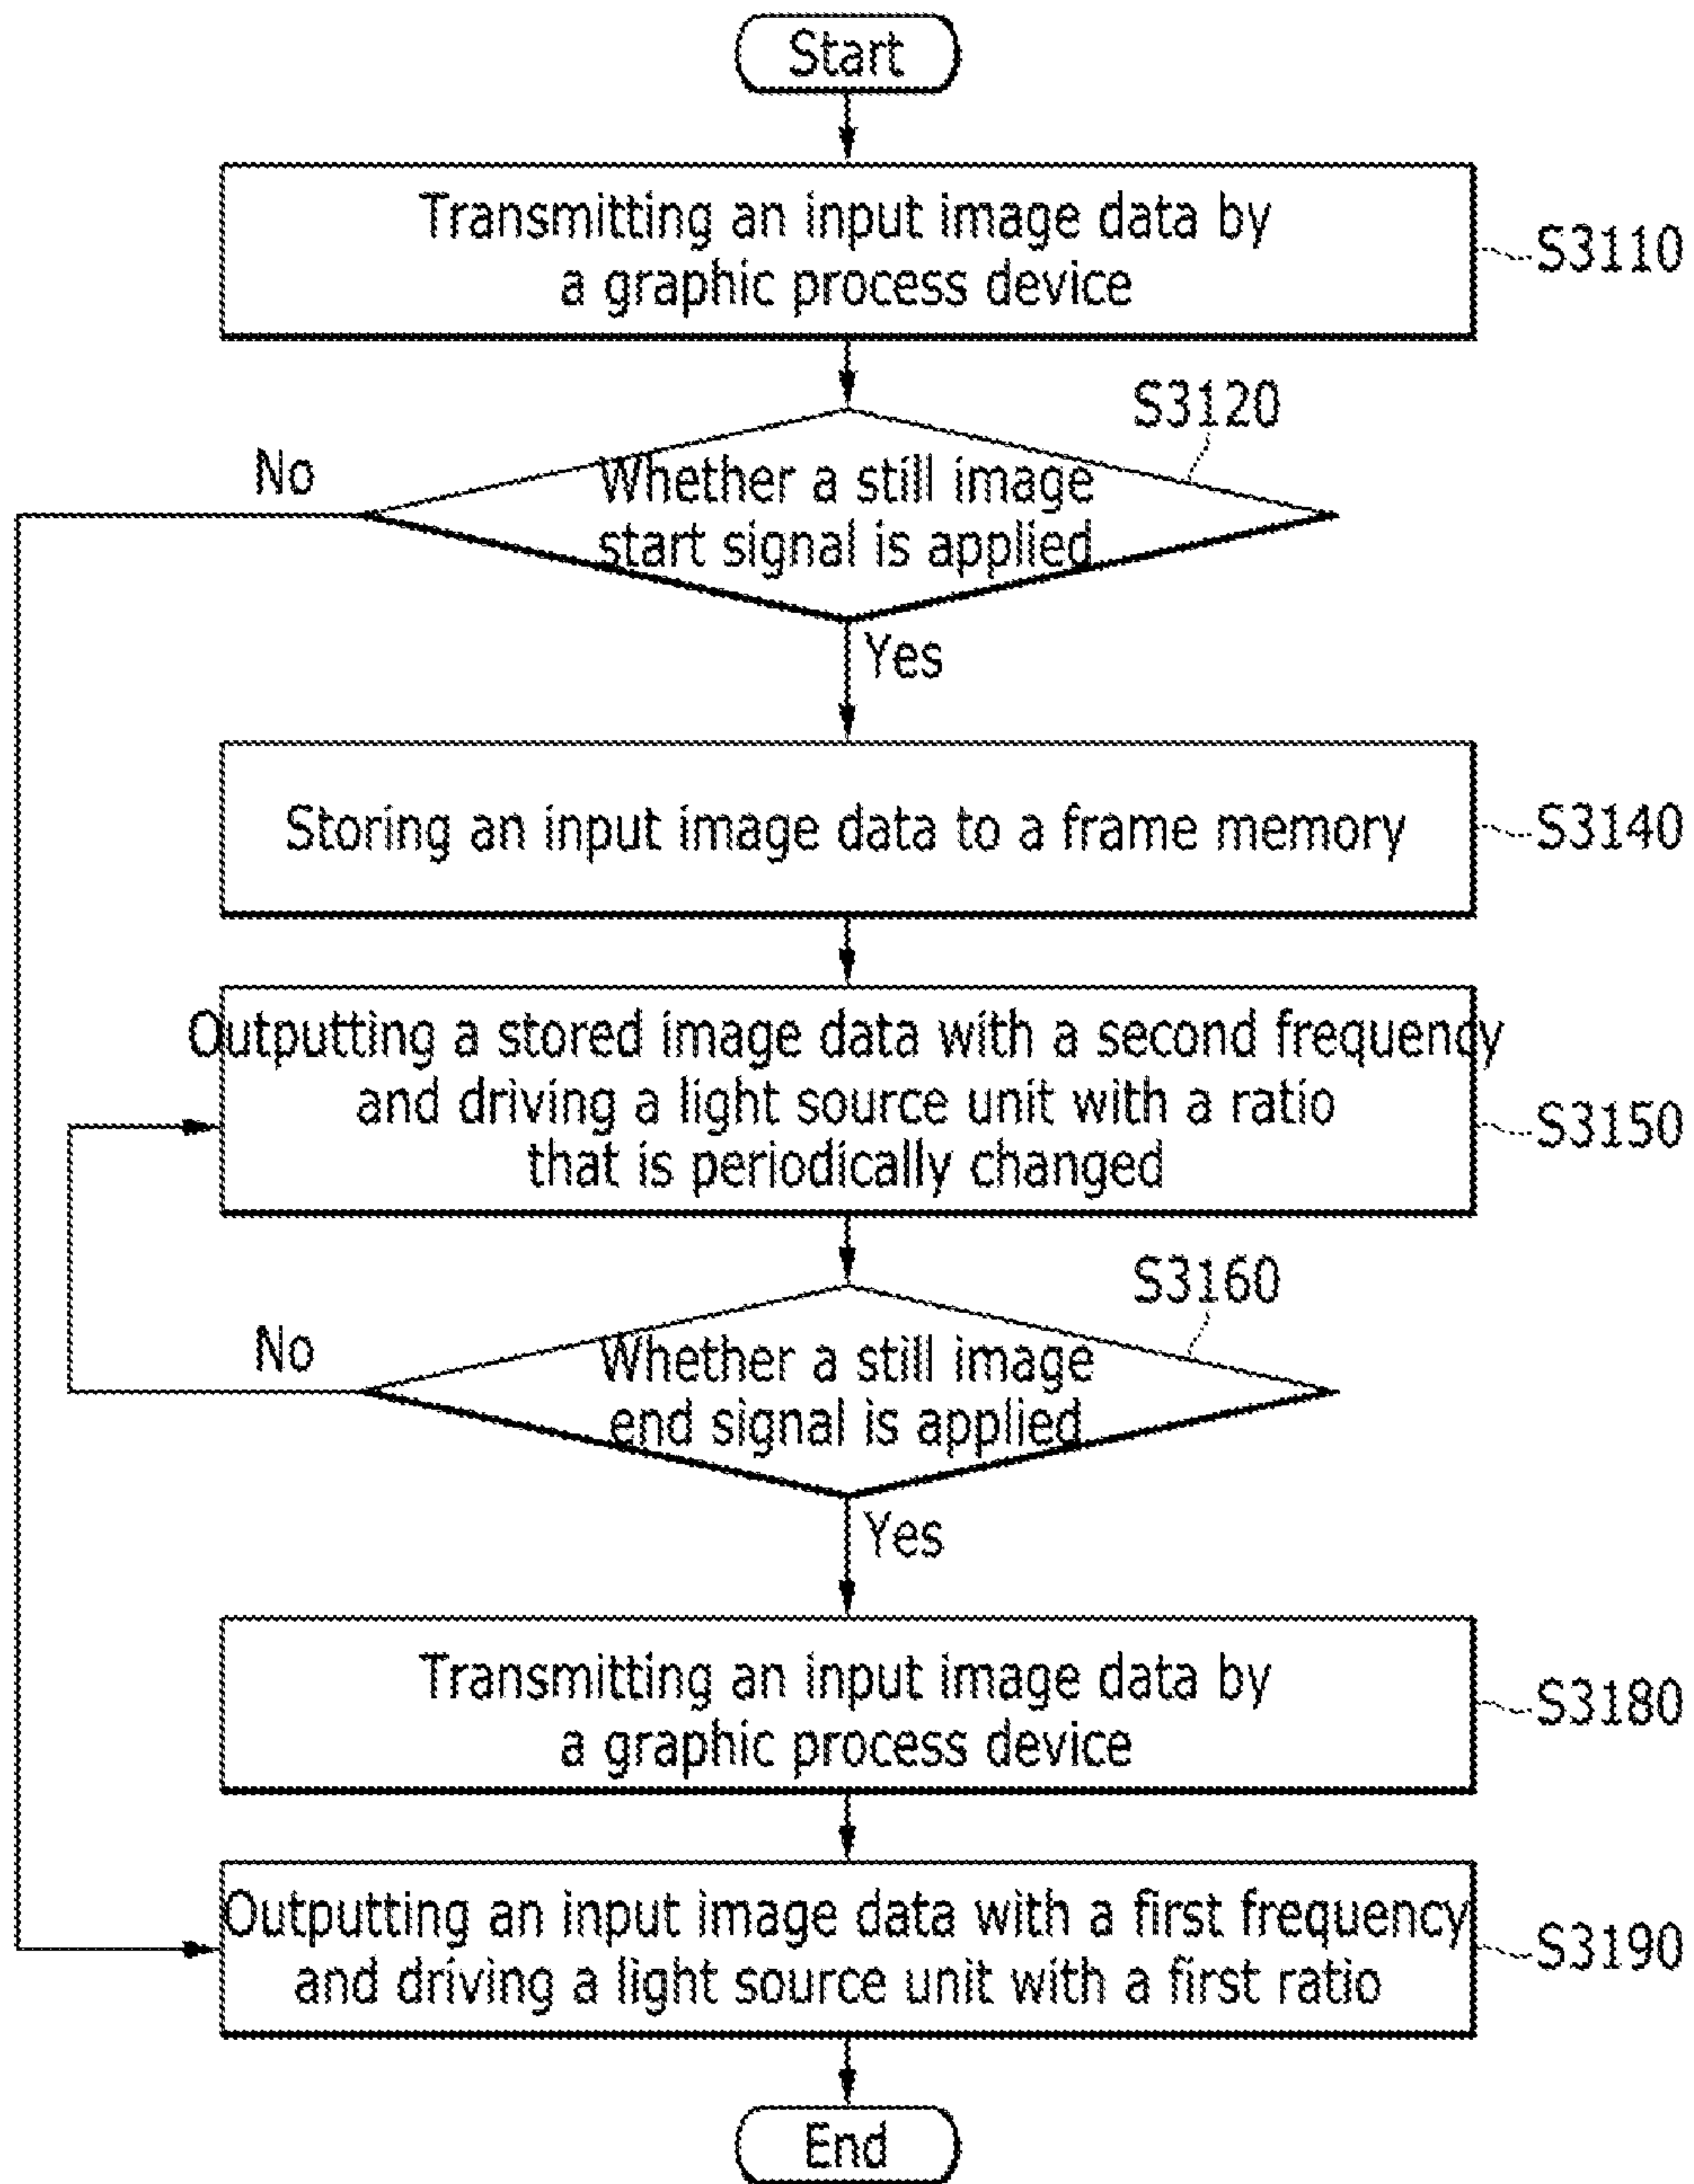 Start
Transmitting an input image data by
a graphic process device
S3110
S3120
No
Whether a still image
start signal is applied
Yes
Storing an input image data to a frame memory
S3140
Outputting a stored image data with a second frequency
and driving a light source unit with a ratio
that is periodically changed
S3150
S3160
No
Whether a still image
end signal is applied
Yes
Transmitting an input image data by
a graphic process device
S3180
Outputting an input image data with a first frequency
and driving a light source unit with a first ratio
S3190
End